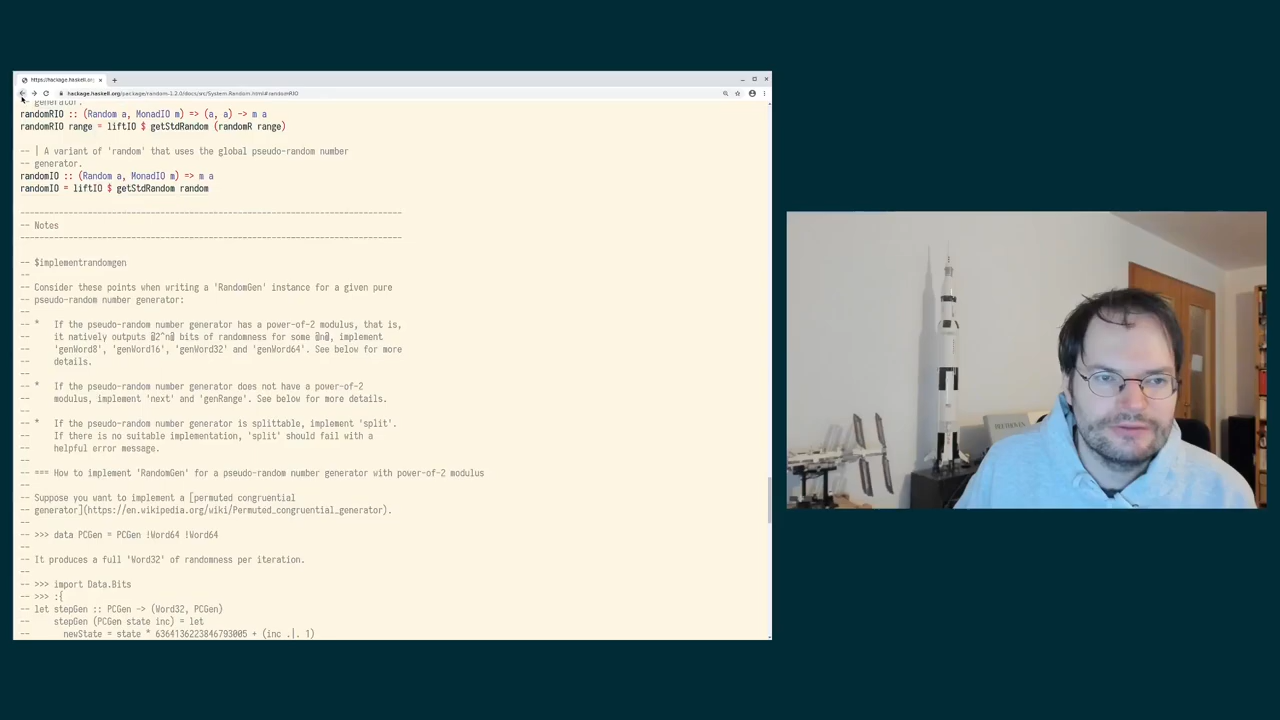 https://hackage.haskell.org
hackage.haskell.org/package/random-1.2.0/docs/src/System.Random.html#randomRIO
-- generator.
randomRIO :: (Random a, MonadIO m) => (a, a) -> m a
randomRIO range = liftIO $ getStdRandom (randomR range)
-- | A variant of 'random' that uses the global pseudo-random number
-- generator.
randomIO :: (Random a, MonadIO m) => m a
randomIO = liftIO $ getStdRandom random
-------------------------------------------------------------------------------
-- Notes
-------------------------------------------------------------------------------
-- $implementrandomgen
--
-- Consider these points when writing a 'RandomGen' instance for a given pure
-- pseudo-random number generator:
--
-- *   If the pseudo-random number generator has a power-of-2 modulus, that is,
--     it natively outputs @2^n@ bits of randomness for some @n@, implement
--     'genWord8', 'genWord16', 'genWord32' and 'genWord64'. See below for more
--     details.
--
-- *   If the pseudo-random number generator does not have a power-of-2
--     modulus, implement 'next' and 'genRange'. See below for more details.
--
-- *   If the pseudo-random number generator is splittable, implement 'split'.
--     If there is no suitable implementation, 'split' should fail with a
--     helpful error message.
--
-- === How to implement 'RandomGen' for a pseudo-random number generator with power-of-2 modulus
--
-- Suppose you want to implement a [permuted congruential
-- generator](https://en.wikipedia.org/wiki/Permuted_congruential_generator).
--
-- >>> data PCGen = PCGen !Word64 !Word64
--
-- It produces a full 'Word32' of randomness per iteration.
--
-- >>> import Data.Bits
-- >>> :{
-- let stepGen :: PCGen -> (Word32, PCGen)
--     stepGen (PCGen state inc) = let
--       newState = state * 6364136223846793005 + (inc .|. 1)
BEETHOVEN